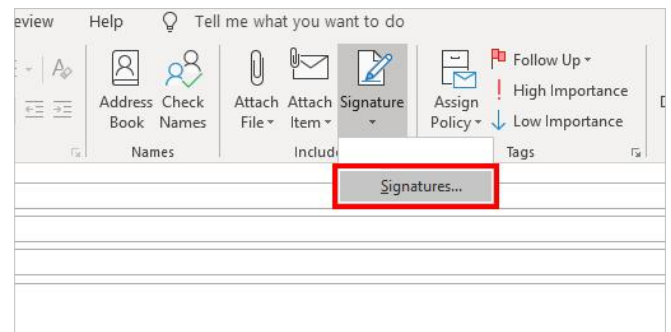 eview Help Tell me what you want to do
Address Book
Check Names
Attach File
Attach Item
Signature
Assign Policy
Follow Up
High Importance
Low Importance
Names
Includ
Tags
Signatures...